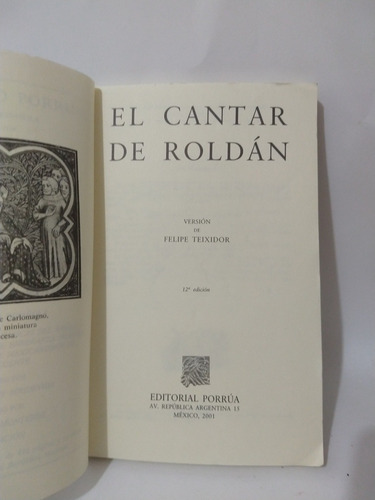 e Carlomagno.
miniatura
cesa.
EL CANTAR
DE ROLDÁN
VERSIÓN
DE
FELIPE TEIXIDOR
12ª edición
EDITORIAL PORRÚA
AV. REPÚBLICA ARGENTINA 15
MÉXICO, 2001